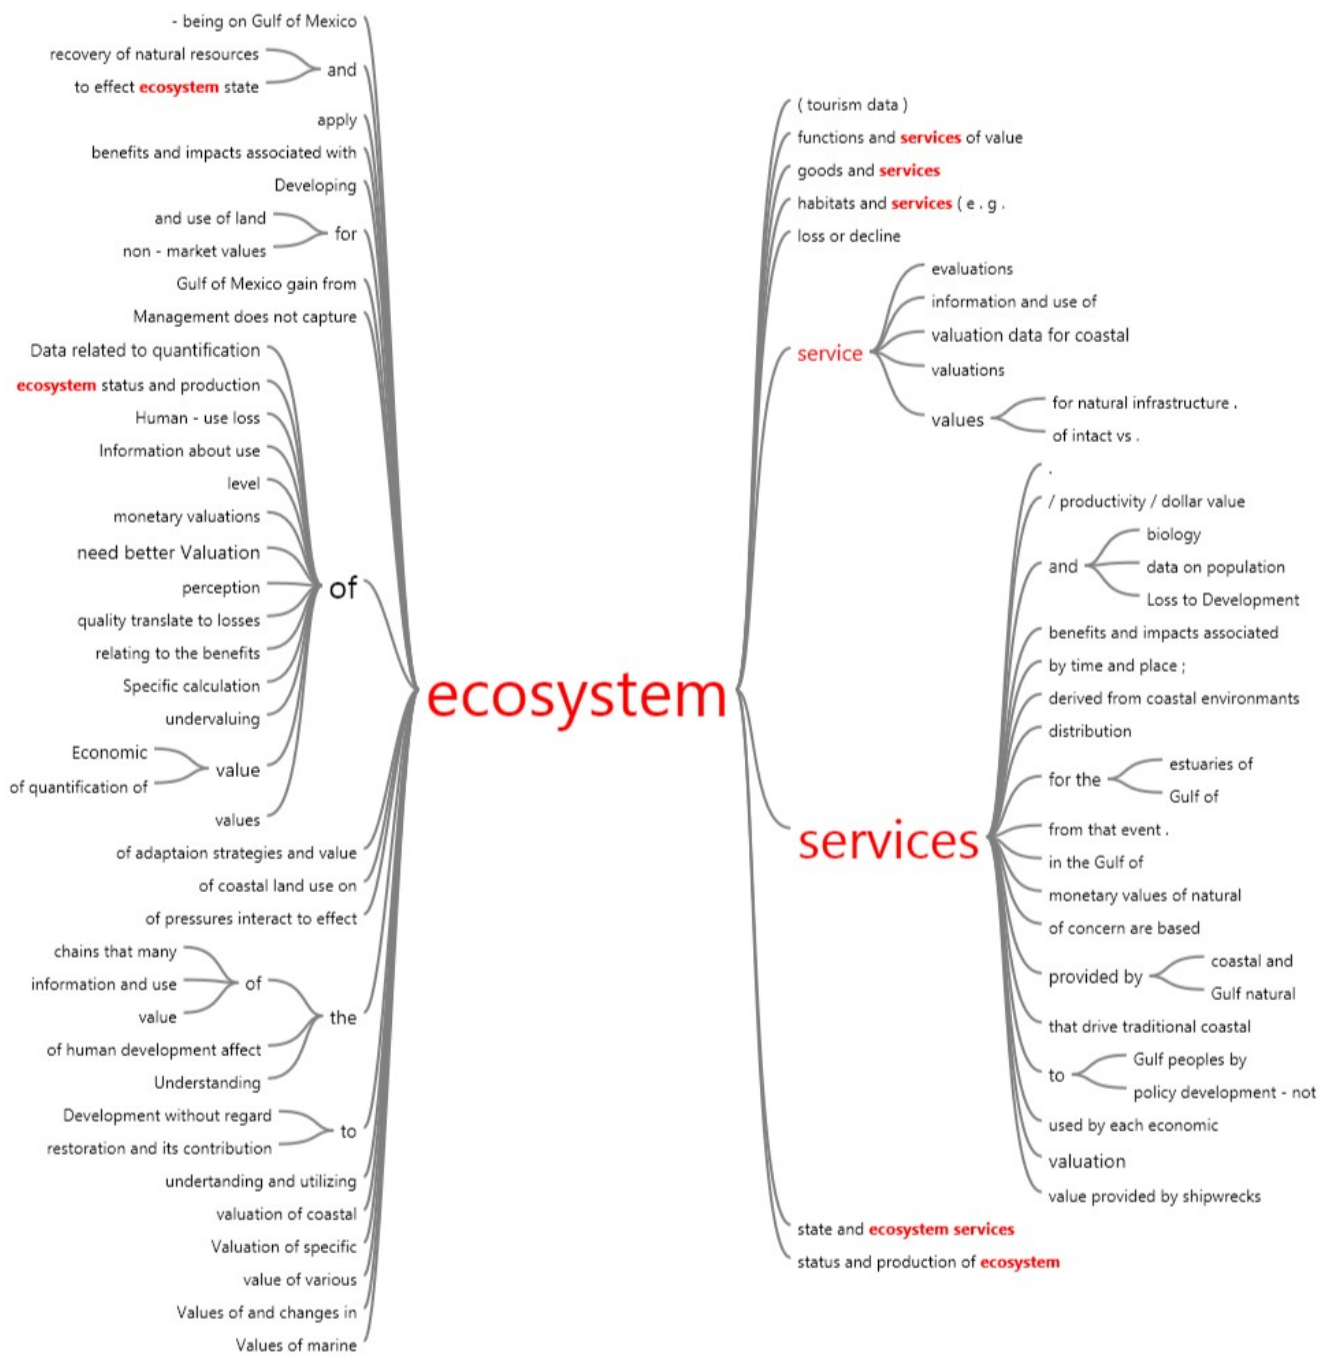 - being on Gulf of Mexico
recovery of natural resources
to effect ecosystem state
and
apply
benefits and impacts associated with
Developing
and use of land
non - market values
for
Gulf of Mexico gain from
Management does not capture
Data related to quantification
ecosystem status and production
Human - use loss
Information about use
level
monetary valuations
need better Valuation
perception
quality translate to losses
relating to the benefits
Specific calculation
undervaluing
Economic
of quantification of
value
values
of
of adaptaion strategies and value
of coastal land use on
of pressures interact to effect
chains that many
information and use
value
of
of human development affect
Understanding
the
Development without regard
restoration and its contribution
to
undertanding and utilizing
valuation of coastal
Valuation of specific
value of various
Values of and changes in
Values of marine
ecosystem
( tourism data )
functions and services of value
goods and services
habitats and services ( e . g .
loss or decline
service
evaluations
information and use of
valuation data for coastal
valuations
values
for natural infrastructure .
of intact vs .
services
.
/ productivity / dollar value
and
biology
data on population
Loss to Development
benefits and impacts associated
by time and place ;
derived from coastal environmants
distribution
for the
estuaries of
Gulf of
from that event .
in the Gulf of
monetary values of natural
of concern are based
provided by
coastal and
Gulf natural
that drive traditional coastal
to
Gulf peoples by
policy development - not
used by each economic
valuation
value provided by shipwrecks
state and ecosystem services
status and production of ecosystem